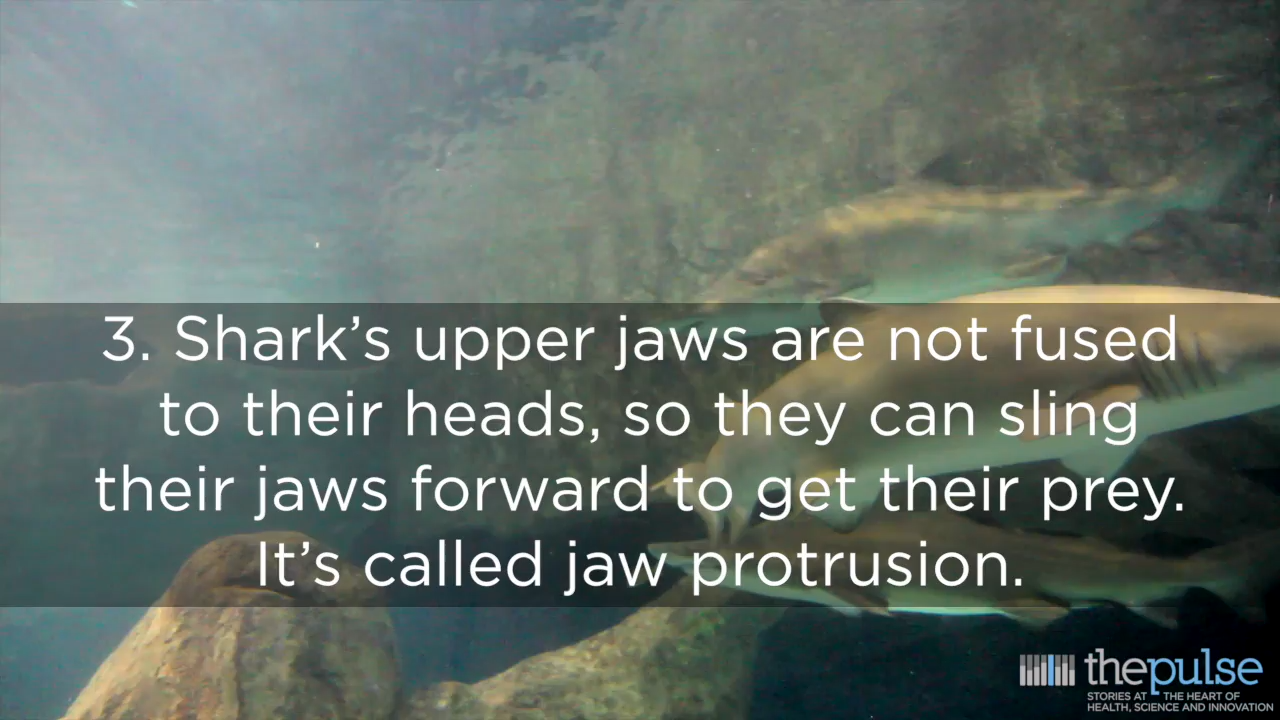 3. Shark’s upper jaws are not fused
to their heads, so they can sling
their jaws forward to get their prey.
It’s called jaw protrusion.
thepulse
STORIES AT THE HEART OF
HEALTH, SCIENCE AND INNOVATION